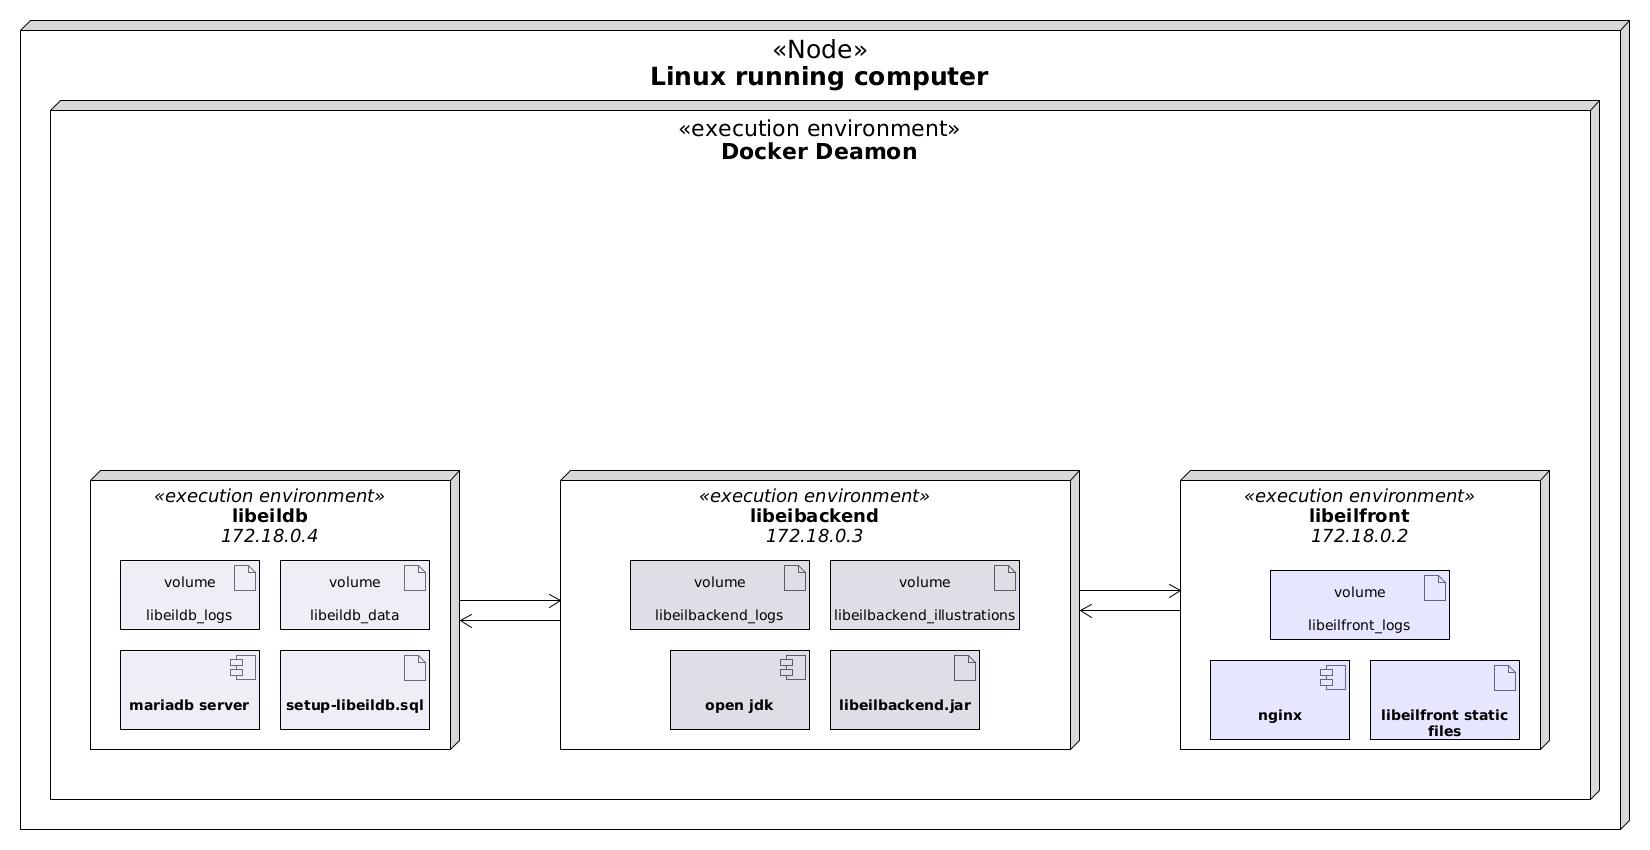 «Node»
Linux running computer
«execution environment»
Docker Deamon
«execution environment»
libeildb
172.18.0.4
volume
libeildb_logs
volume
libeildb_data
mariadb server
setup-libeildb.sql
«execution environment»
libeibackend
172.18.0.3
volume
libeilbackend_logs
volume
libeilbackend_illustrations
open jdk
libeilbackend.jar
«execution environment»
libeilfront
172.18.0.2
volume
libeilfront_logs
nginx
libeilfront static
files